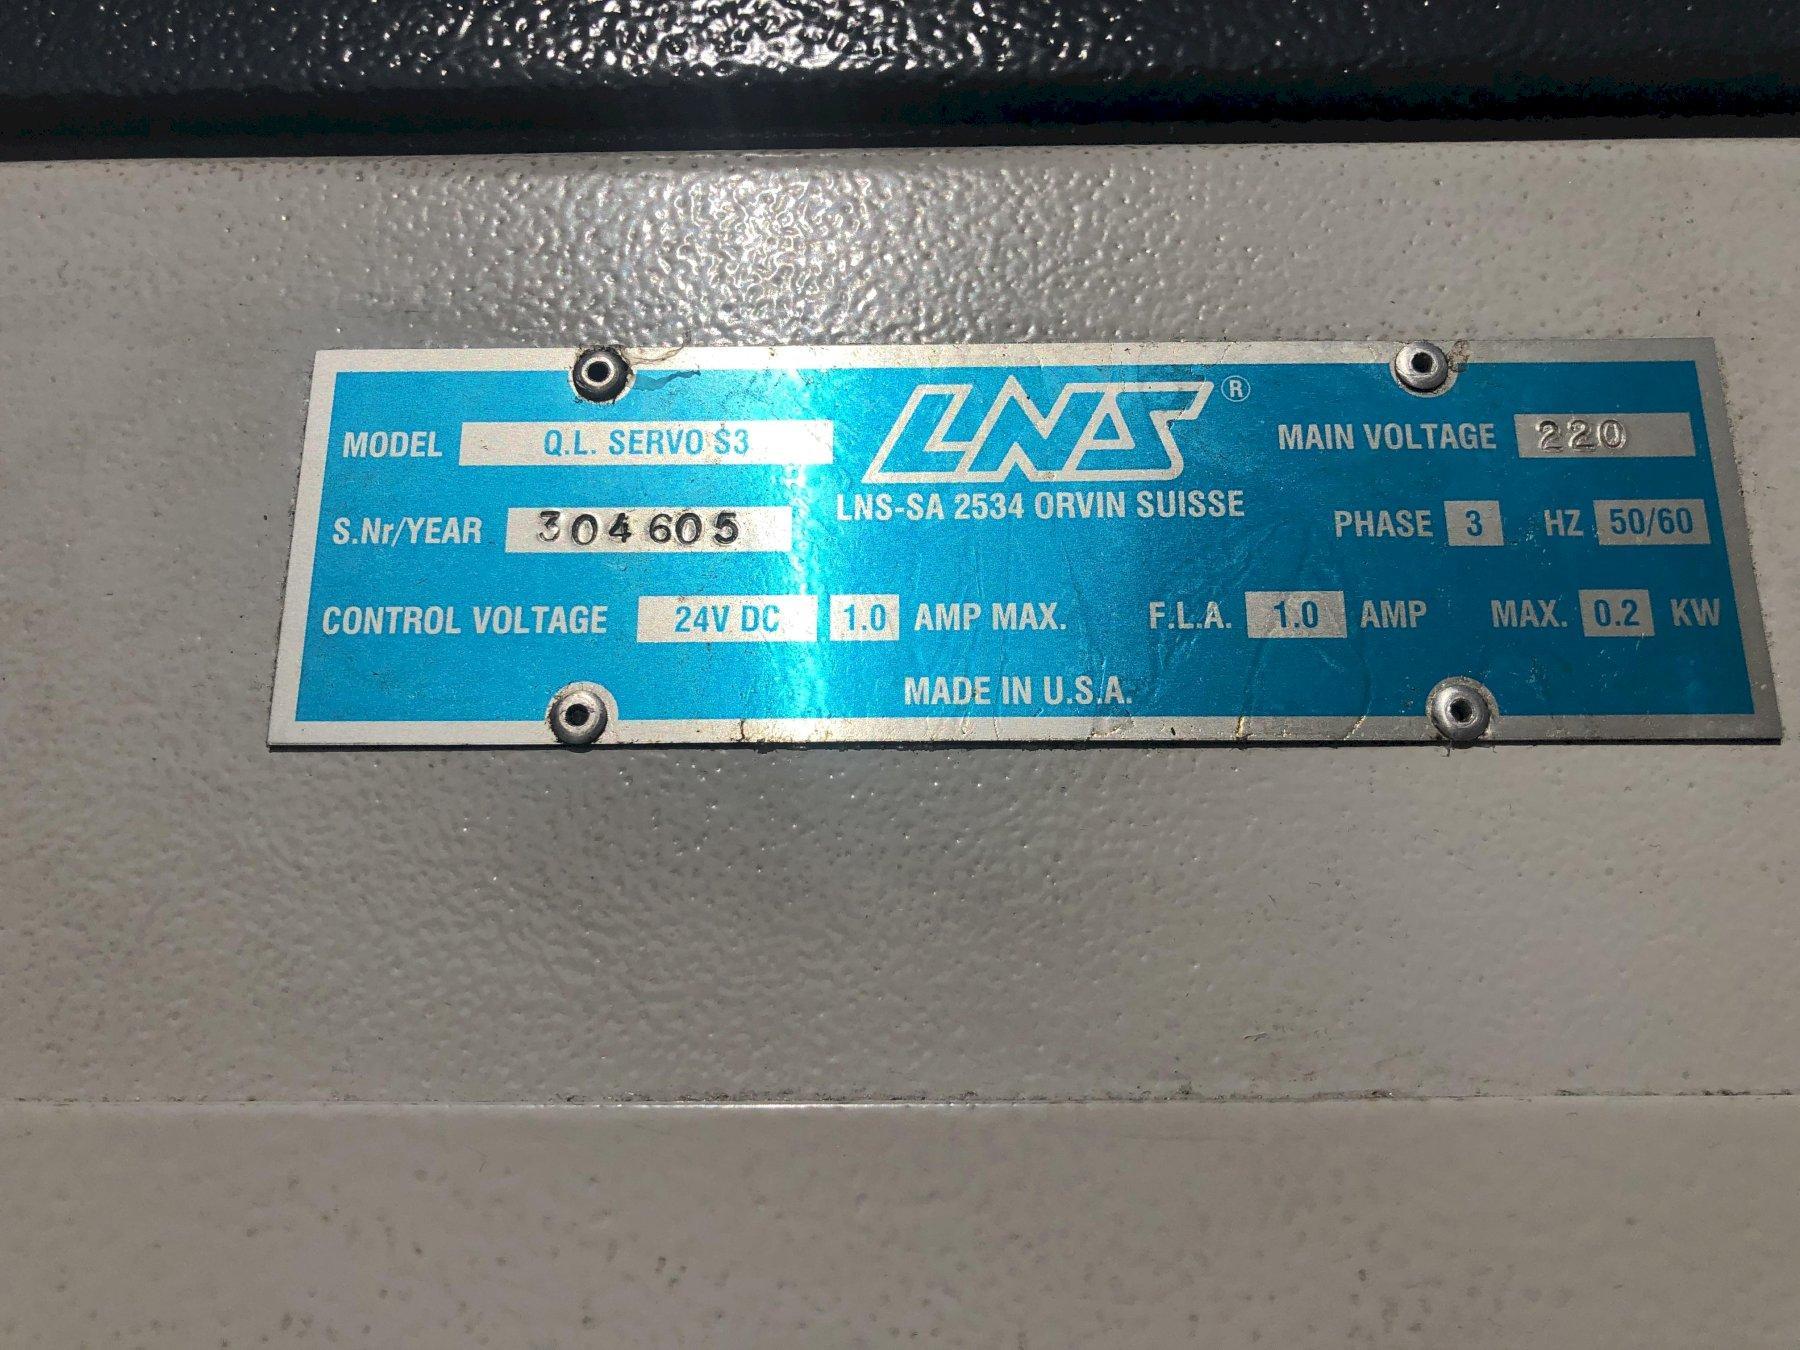 LNS®
MODEL Q.L. SERVO S3
MAIN VOLTAGE 220
LNS-SA 2534 ORVIN SUISSE
S.Nr/YEAR 304605
PHASE 3 HZ 50/60
CONTROL VOLTAGE 24V DC 1.0 AMP MAX. F.L.A. 1.0 AMP MAX. 0.2 KW
MADE IN U.S.A.